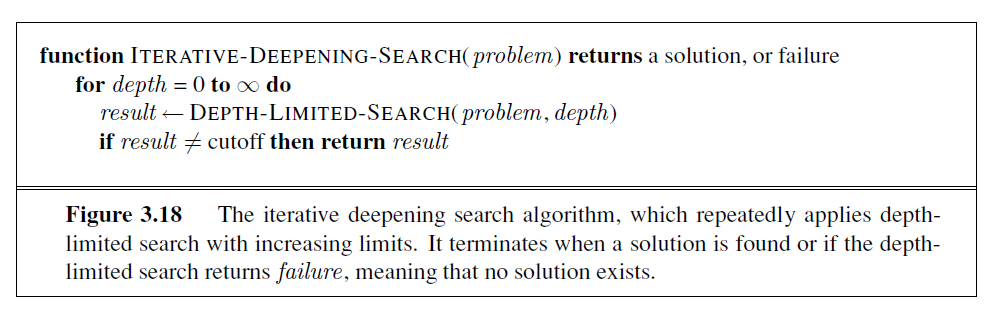 function ITERATIVE-DEEPENING-SEARCH(problem) returns a solution, or failure
for depth = 0 to ∞ do
result ← DEPTH-LIMITED-SEARCH(problem, depth)
if result ≠ cutoff then return result
Figure 3.18 The iterative deepening search algorithm, which repeatedly applies depth-
limited search with increasing limits. It terminates when a solution is found or if the depth-
limited search returns failure, meaning that no solution exists.